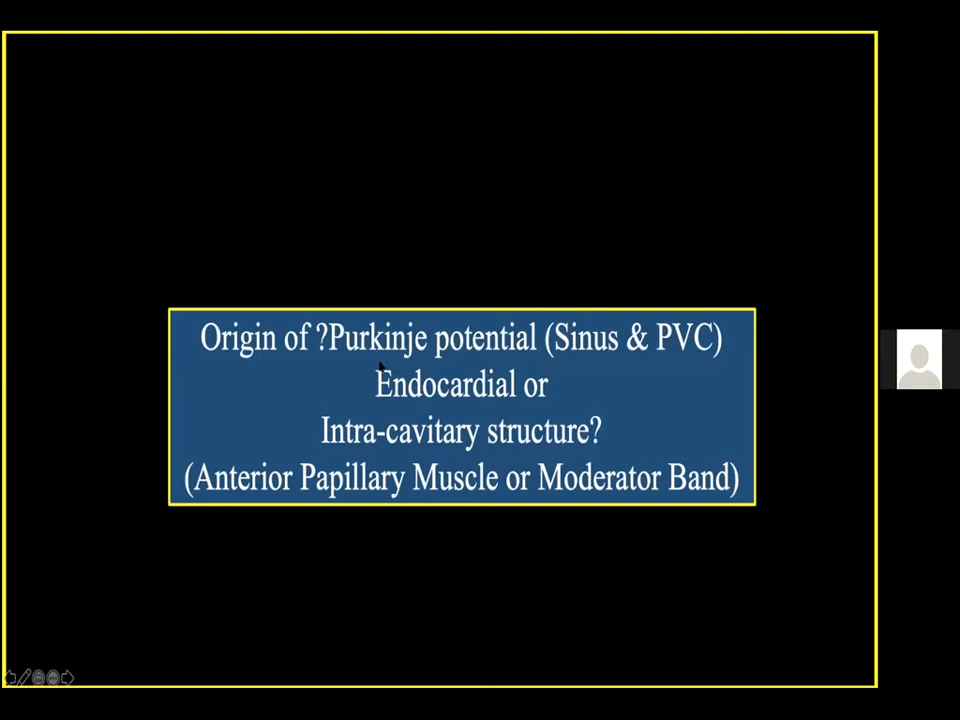 Origin of ?Purkinje potential (Sinus & PVC)
Endocardial or
Intra-cavitary structure?
(Anterior Papillary Muscle or Moderator Band)